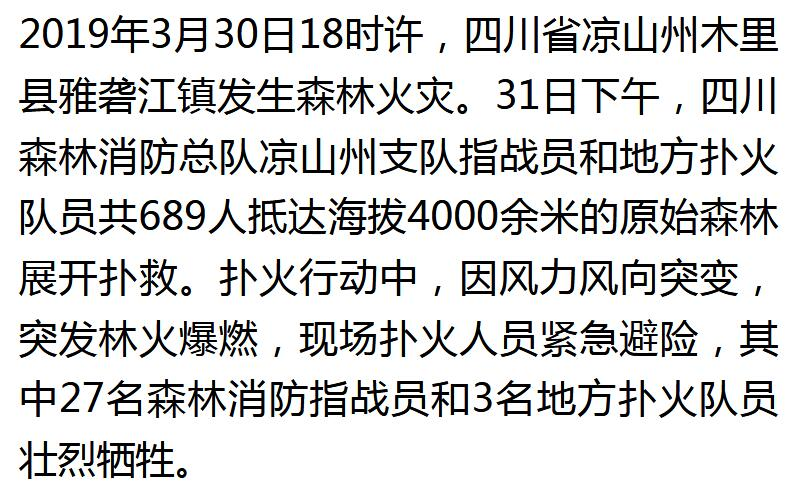 2019年3月30日18时许，四川省凉山州木里
县雅砻江镇发生森林火灾。31日下午，四川
森林消防总队凉山州支队指战员和地方扑火
队员共689人抵达海拔4000余米的原始森林
展开扑救。扑火行动中，因风力风向突变，
突发林火爆燃，现场扑火人员紧急避险，其
中27名森林消防指战员和3名地方扑火队员
壮烈牺牲。